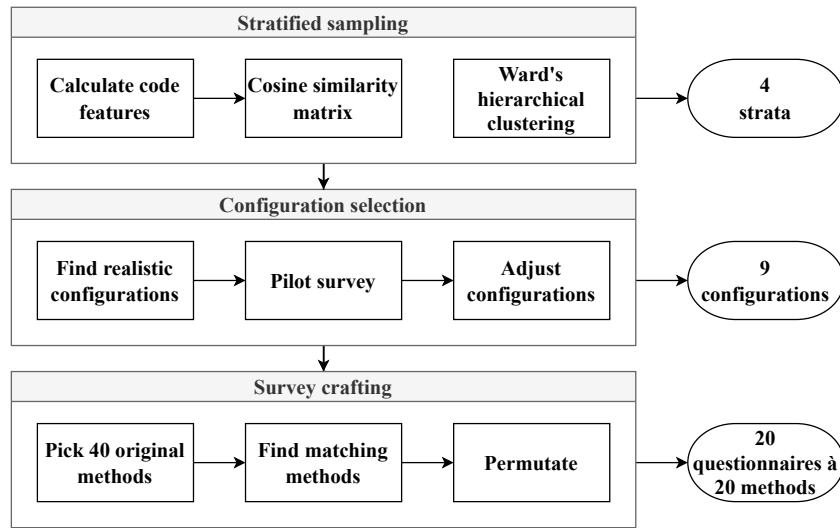 Stratified sampling
Calculate code
features
Cosine similarity
matrix
Ward's
hierarchical
clustering
4
strata
Configuration selection
Find realistic
configurations
Pilot survey
Adjust
configurations
9
configurations
Survey crafting
Pick 40 original
methods
Find matching
methods
Permutate
20
questionnaires à
20 methods